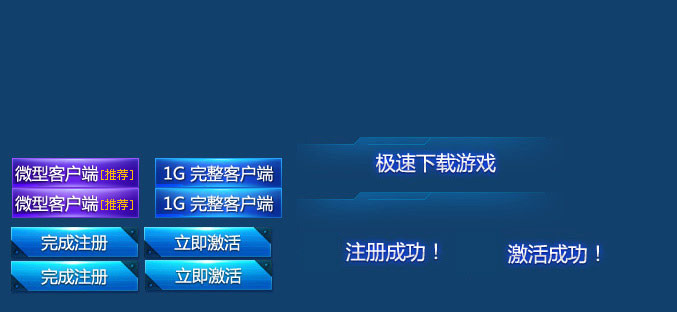 极速下载游戏
微型客户端[推荐]
1G 完整客户端
微型客户端[推荐]
1G 完整客户端
完成注册
立即激活
注册成功！
激活成功！
完成注册
立即激活